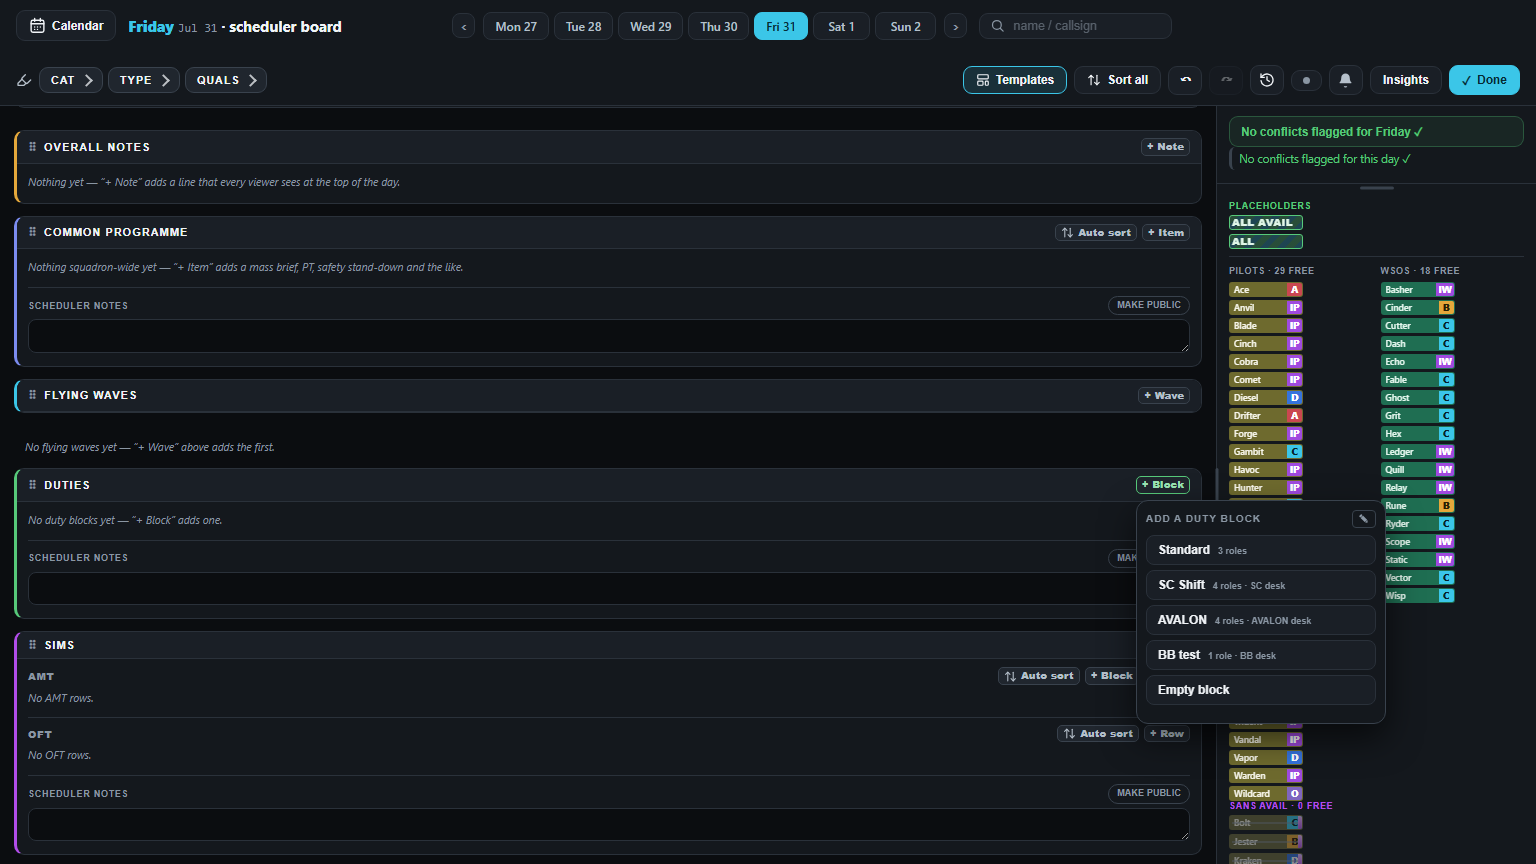 Calendar
Friday Jul 31 · scheduler board
‹ Mon 27 Tue 28 Wed 29 Thu 30 Fri 31 Sat 1 Sun 2 ›
name / callsign
CAT TYPE QUALS
Templates Sort all Insights ✓ Done
OVERALL NOTES
+ Note
Nothing yet — “+ Note” adds a line that every viewer sees at the top of the day.
COMMON PROGRAMME
Auto sort + Item
Nothing squadron-wide yet — “+ Item” adds a mass brief, PT, safety stand-down and the like.
SCHEDULER NOTES
MAKE PUBLIC
FLYING WAVES
+ Wave
No flying waves yet — “+ Wave” above adds the first.
DUTIES
+ Block
No duty blocks yet — “+ Block” adds one.
SCHEDULER NOTES
MAK
SIMS
AMT
Auto sort + Block
No AMT rows.
OFT
Auto sort + Row
No OFT rows.
SCHEDULER NOTES
MAKE PUBLIC
ADD A DUTY BLOCK
Standard 3 roles
SC Shift 4 roles · SC desk
AVALON 4 roles · AVALON desk
BB test 1 role · BB desk
Empty block
No conflicts flagged for Friday ✓
No conflicts flagged for this day ✓
PLACEHOLDERS
ALL AVAIL
ALL
PILOTS · 29 FREE
Ace A
Anvil IP
Blade IP
Cinch IP
Cobra IP
Comet IP
Diesel D
Drifter A
Forge IP
Gambit C
Havoc IP
Hunter IP
Vandal IP
Vapor D
Warden IP
Wildcard O
SANS AVAIL · 0 FREE
Bolt C
Jester B
Kraken D
WSOS · 18 FREE
Basher IW
Cinder B
Cutter C
Dash C
Echo IW
Fable C
Ghost C
Grit C
Hex C
Ledger IW
Quill IW
Relay IW
Rune B
Ryder C
Scope IW
Static IW
Vector C
Wisp C